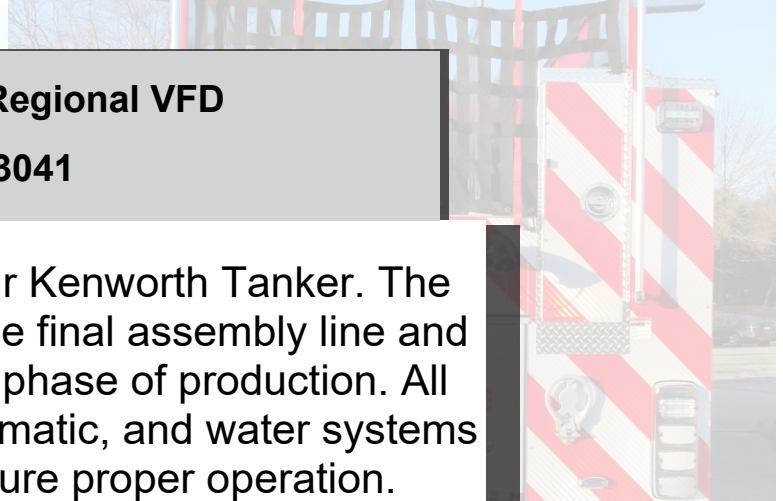 Regional VFD
3041
r Kenworth Tanker. The
e final assembly line and
phase of production. All
matic, and water systems
ure proper operation.